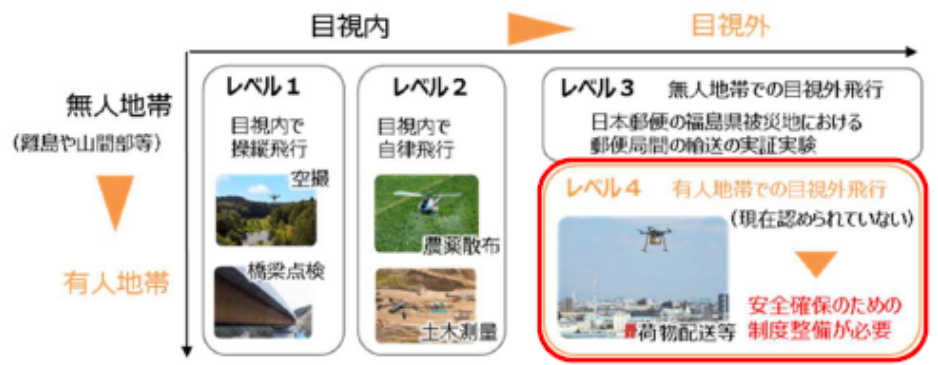 目視内
目視外
無人地帯
(離島や山間部等)
有人地帯
レベル1
目視内で
操縦飛行
空撮
橋梁点検
レベル2
目視内で
自律飛行
農薬散布
土木測量
レベル3 無人地帯での目視外飛行
日本郵便の福島県被災地における
郵便局間の輸送の実証実験
レベル4 有人地帯での目視外飛行
(現在認められていない)
荷物配送等
安全確保のための
制度整備が必要